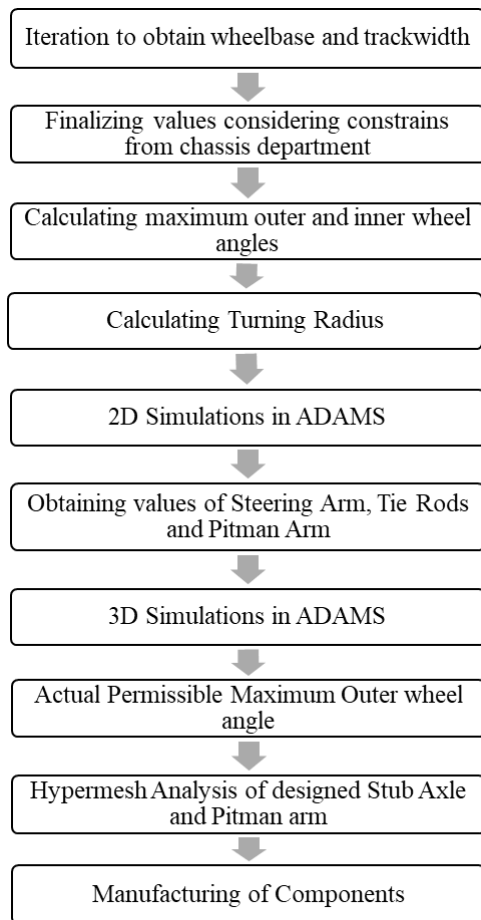 Iteration to obtain wheelbase and trackwidth
Finalizing values considering constrains
from chassis department
Calculating maximum outer and inner wheel
angles
Calculating Turning Radius
2D Simulations in ADAMS
Obtaining values of Steering Arm, Tie Rods
and Pitman Arm
3D Simulations in ADAMS
Actual Permissible Maximum Outer wheel
angle
Hypermesh Analysis of designed Stub Axle
and Pitman arm
Manufacturing of Components